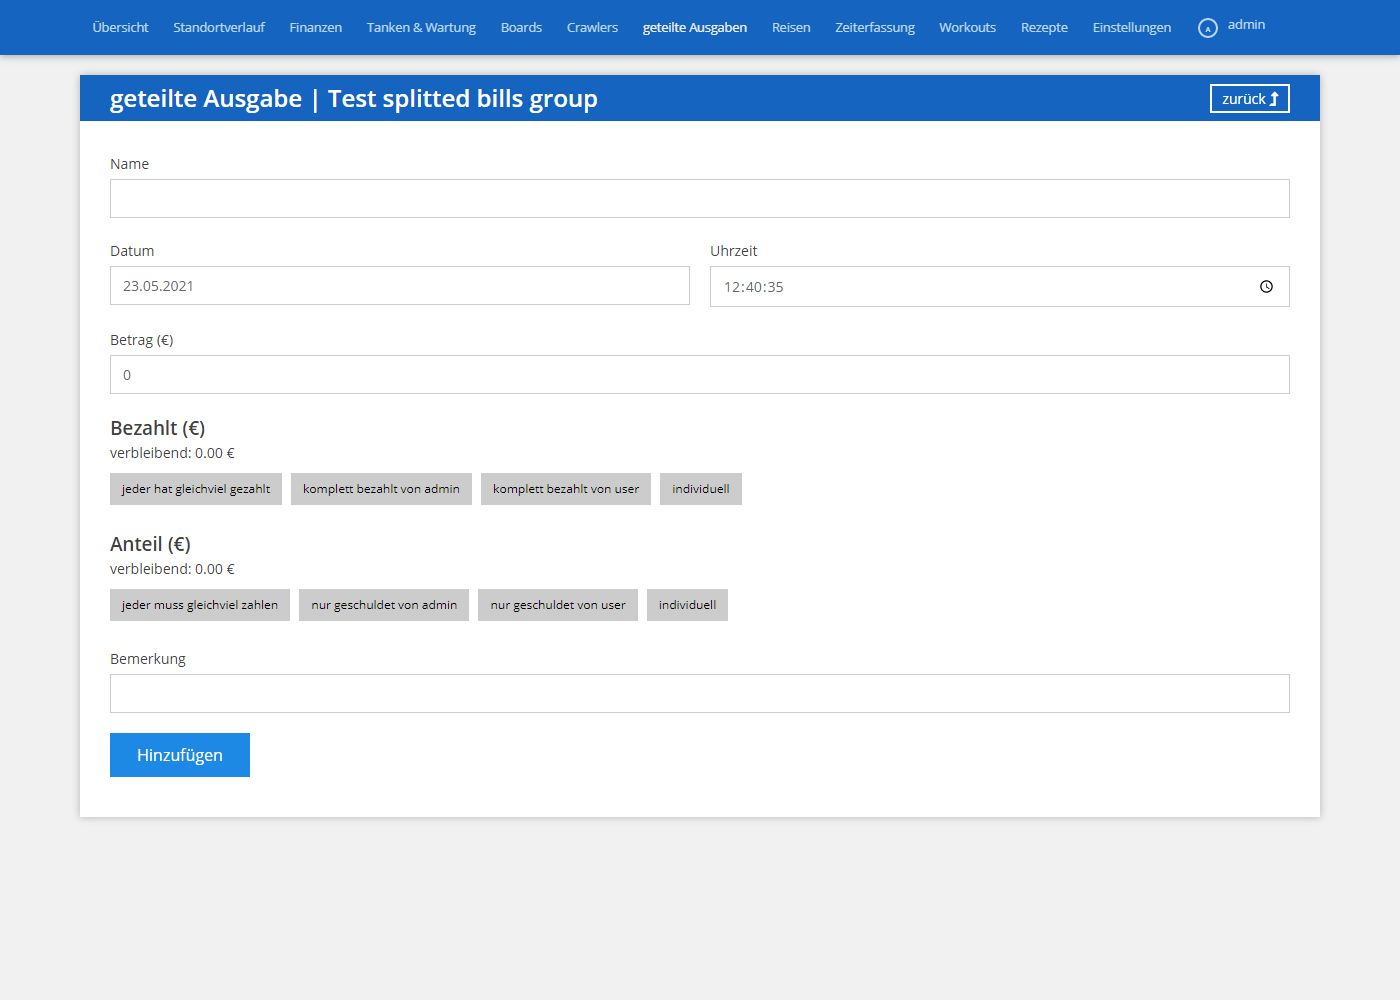 Übersicht Standortverlauf Finanzen Tanken & Wartung Boards Crawlers geteilte Ausgaben Reisen Zeiterfassung Workouts Rezepte Einstellungen A admin
geteilte Ausgabe | Test splitted bills group zurück
Name
Datum Uhrzeit
23.05.2021 12:40:35
Betrag (€)
0
Bezahlt (€)
verbleibend: 0.00 €
jeder hat gleichviel gezahlt komplett bezahlt von admin komplett bezahlt von user individuell
Anteil (€)
verbleibend: 0.00 €
jeder muss gleichviel zahlen nur geschuldet von admin nur geschuldet von user individuell
Bemerkung
Hinzufügen